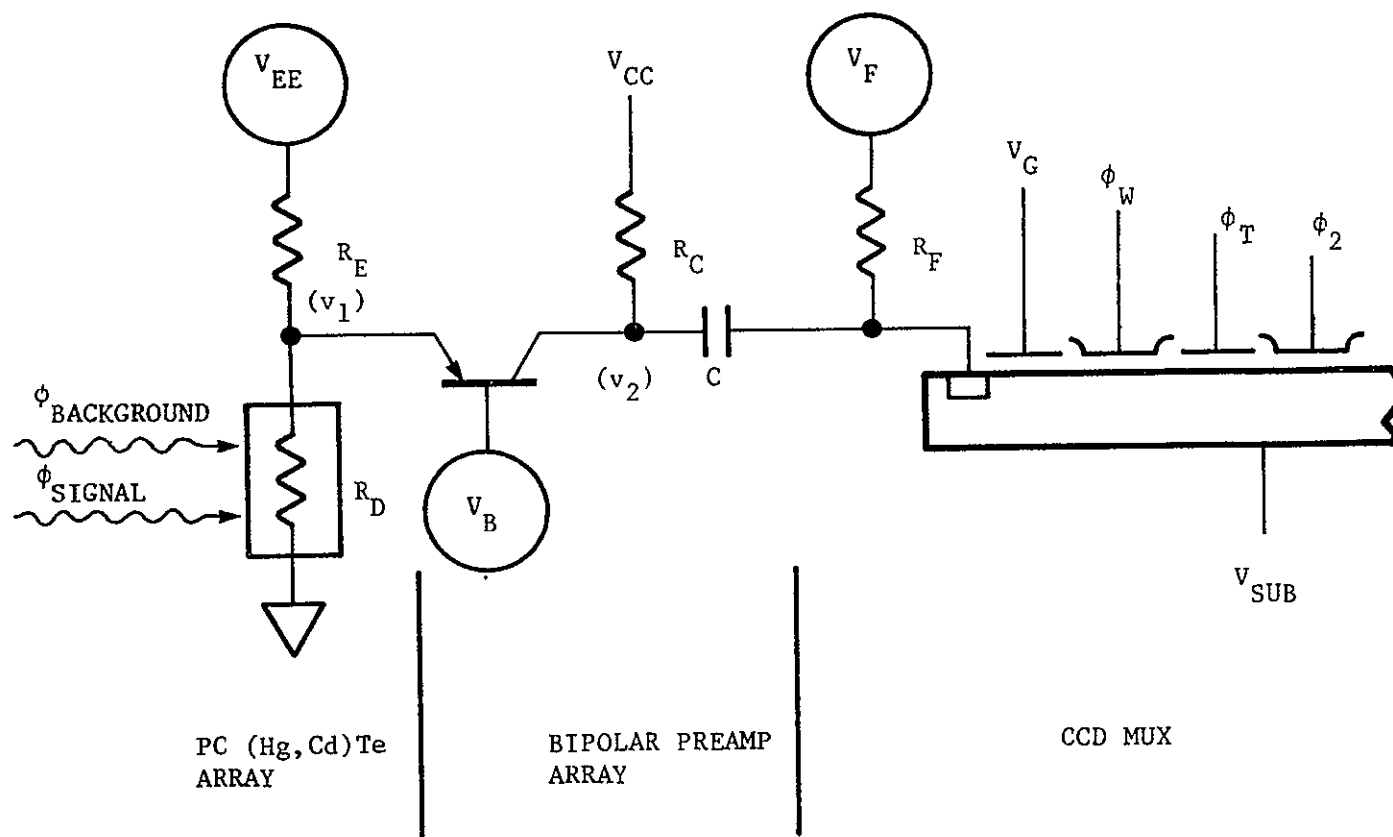 V_EE
V_CC
V_F
V_G
φ_W
φ_T
φ_2
R_E
R_C
R_F
(v_1)
(v_2)
C
φ_BACKGROUND
φ_SIGNAL
R_D
V_B
V_SUB
PC (Hg,Cd)Te
ARRAY
BIPOLAR PREAMP
ARRAY
CCD MUX